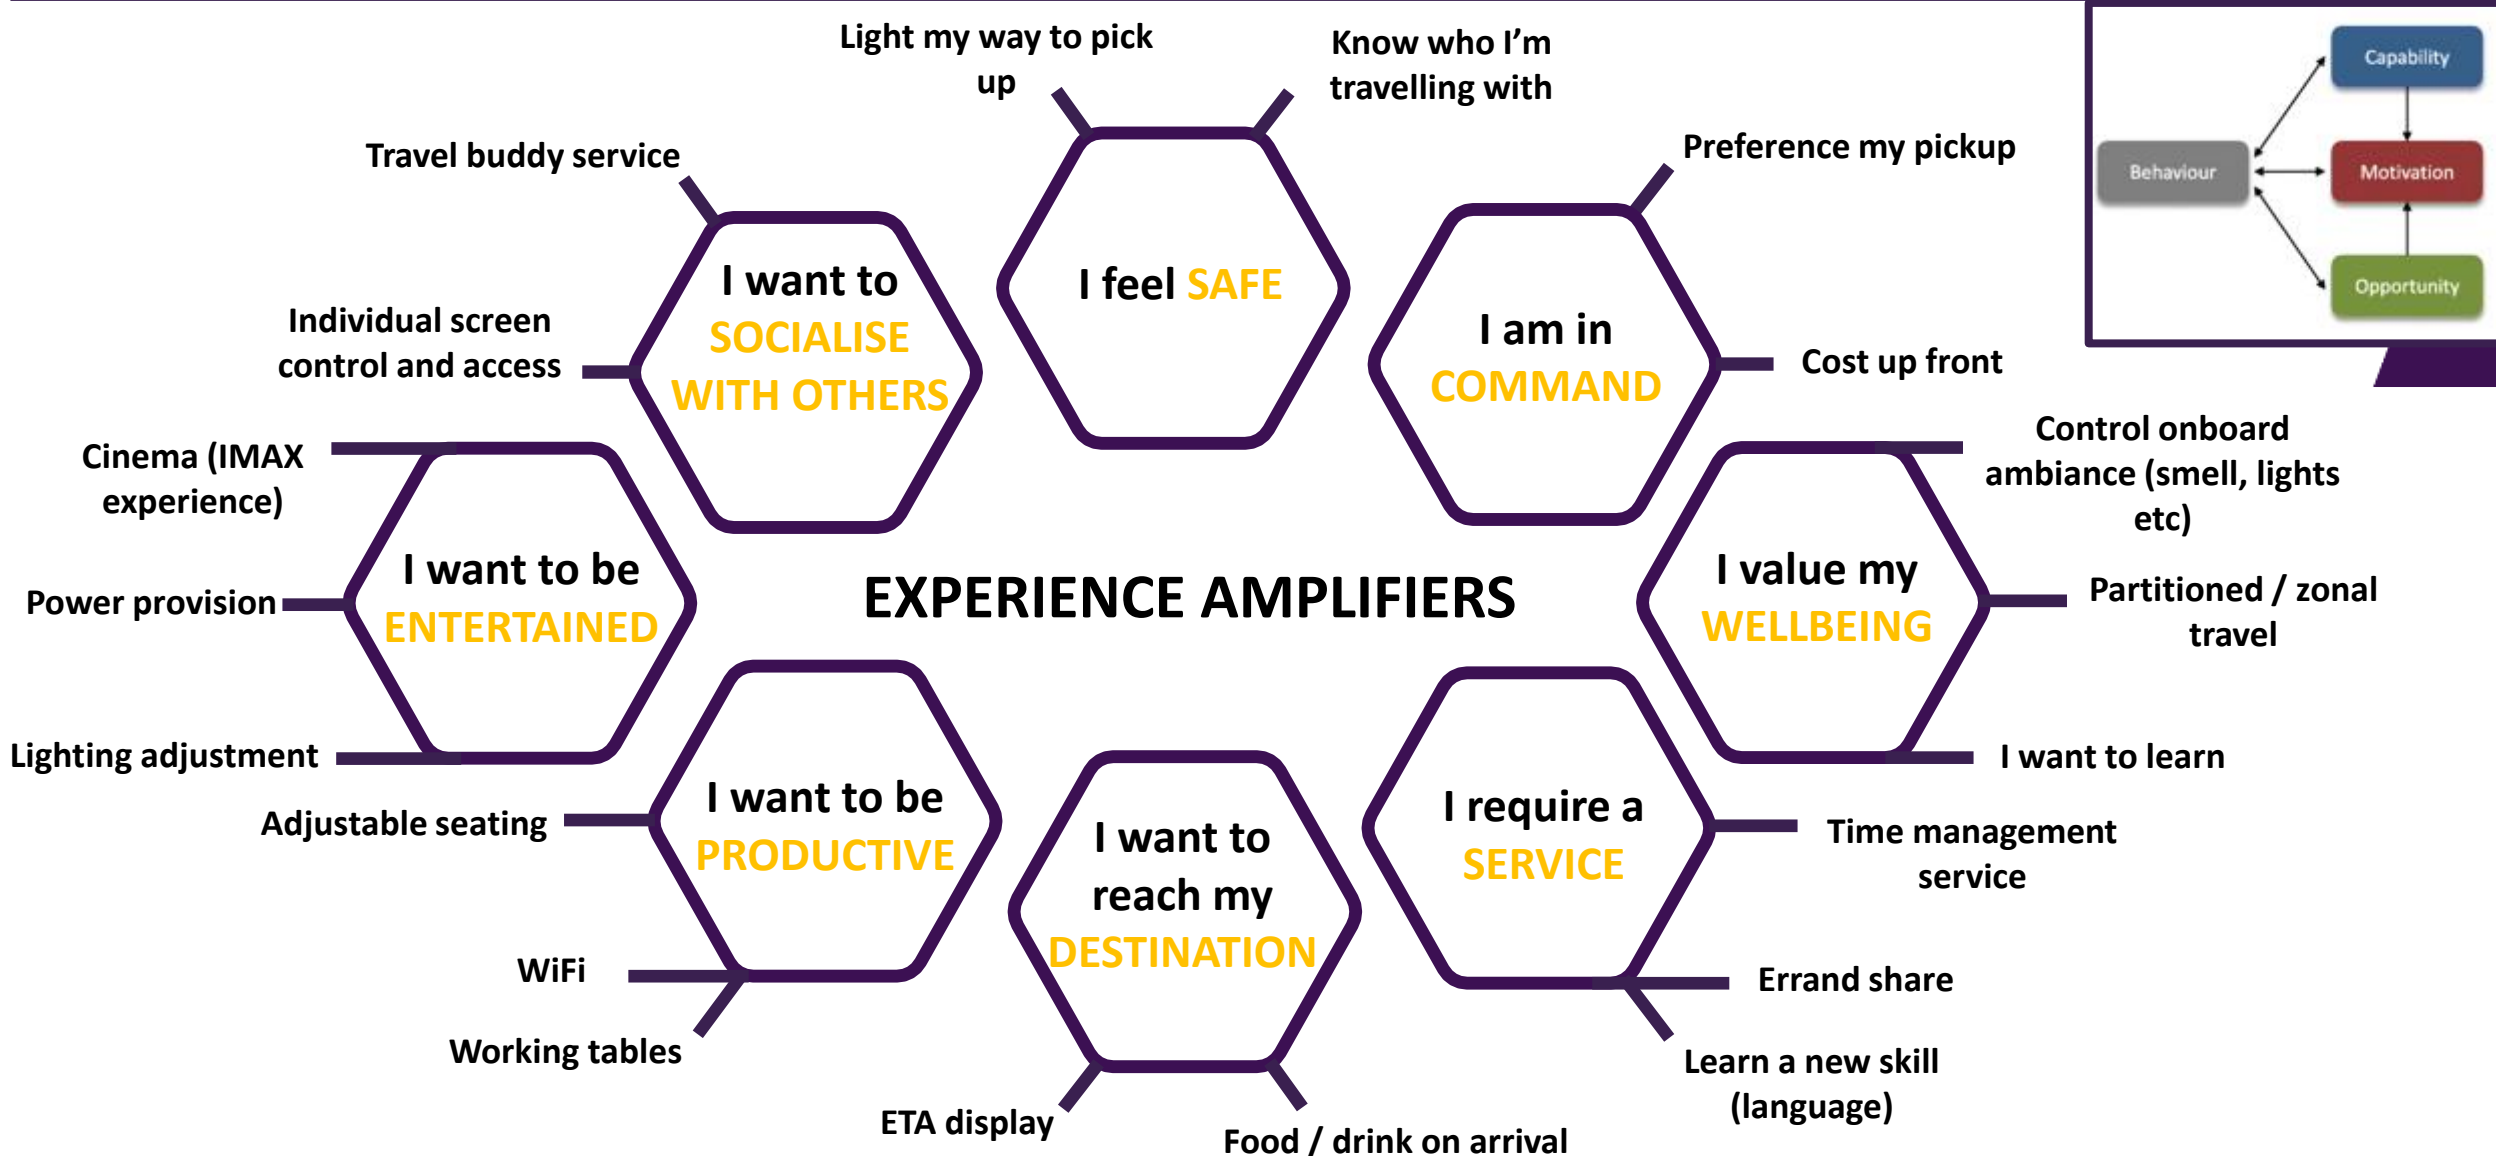 Light my way to pick
up
Know who I'm
travelling with
Capability
Behaviour
Motivation
Opportunity
Travel buddy service
Preference my pickup
I want to
SOCIALISE
WITH OTHERS
I feel SAFE
I am in
COMMAND
Individual screen
control and access
Cost up front
Cinema (IMAX
experience)
Control onboard
ambiance (smell, lights
etc)
I want to be
ENTERTAINED
EXPERIENCE AMPLIFIERS
I value my
WELLBEING
Power provision
Partitioned / zonal
travel
Lighting adjustment
I want to learn
Adjustable seating
I want to be
PRODUCTIVE
I want to
reach my
DESTINATION
I require a
SERVICE
Time management
service
WiFi
Working tables
Errand share
Learn a new skill
(language)
ETA display
Food / drink on arrival